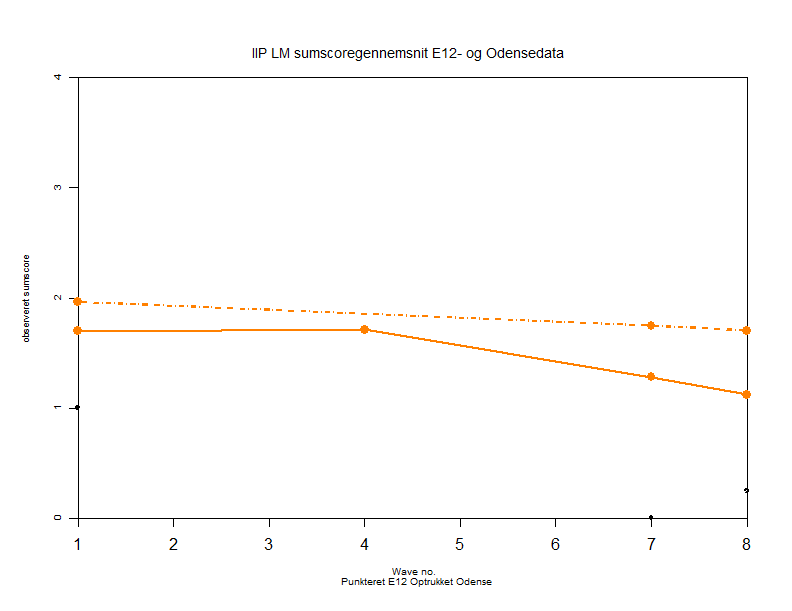 IIP LM sumscoregennemsnit E12- og Odensedata
4
3
2
1
0
observeret sumscore
1 2 3 4 5 6 7 8
Wave no.
Punkteret E12 Optrukket Odense